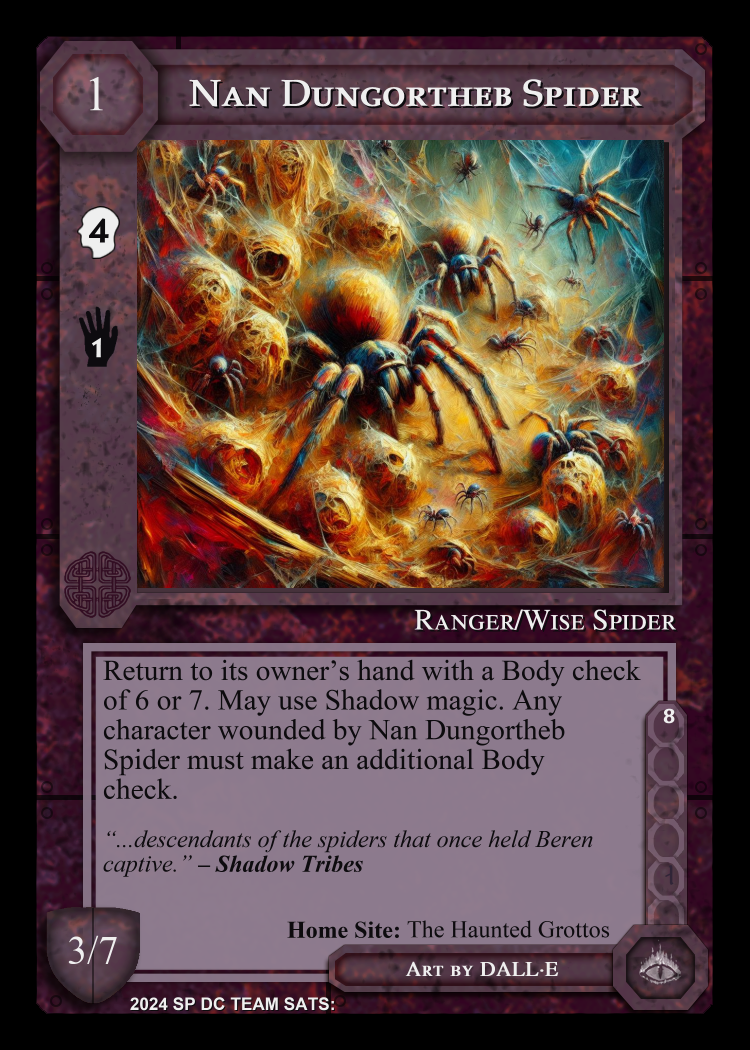 1
NAN DUNGORTHEB SPIDER
4
1
RANGER/WISE SPIDER
Return to its owner’s hand with a Body check
of 6 or 7. May use Shadow magic. Any
character wounded by Nan Dungortheb
Spider must make an additional Body
check.
8
“...descendants of the spiders that once held Beren
captive.” – Shadow Tribes
Home Site: The Haunted Grottos
3/7
ART BY DALL·E
2024 SP DC TEAM SATS: